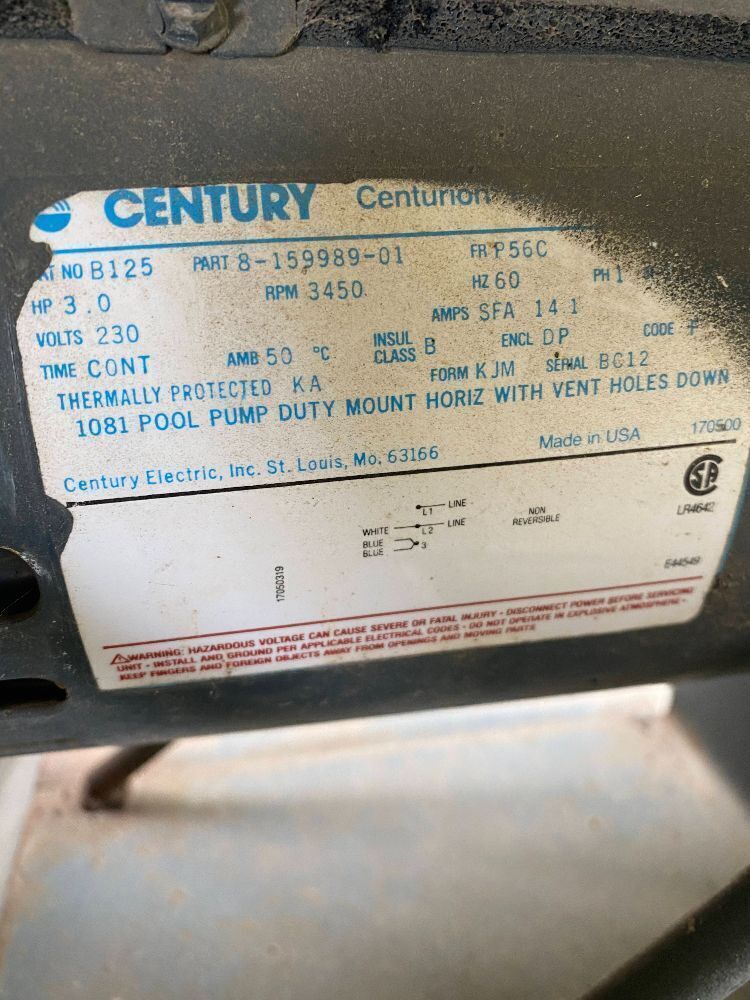 CENTURY Centurion
AT NO B125 PART 8-159989-01 FR P56C
HP 3.0 RPM 3450 HZ 60 PH 1
VOLTS 230 AMPS SFA 14.1
TIME CONT AMB 50 °C INSUL CLASS B ENCL DP CODE F
THERMALLY PROTECTED KA FORM KJM SERIAL BC12
1081 POOL PUMP DUTY MOUNT HORIZ WITH VENT HOLES DOWN
Century Electric, Inc. St. Louis, Mo. 63166 Made in USA 170500
SA
L1 LINE
WHITE L2 LINE
BLUE
BLUE 3
NON
REVERSIBLE
LR4642
17050319
E44549
WARNING: HAZARDOUS VOLTAGE CAN CAUSE SEVERE OR FATAL INJURY - DISCONNECT POWER BEFORE SERVICING
UNIT - INSTALL AND GROUND PER APPLICABLE ELECTRICAL CODES - DO NOT OPERATE IN EXPLOSIVE ATMOSPHERE -
KEEP FINGERS AND FOREIGN OBJECTS AWAY FROM OPENINGS AND MOVING PARTS